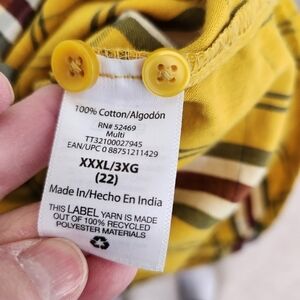 100% Cotton/Algodón
RN# 52469
Multi
TT32100027945
EAN/UPC 0 88751211429
XXXL/3XG
(22)
Made In/Hecho En India
THIS LABEL YARN IS MADE
OUT OF 100% RECYCLED
POLYESTER MATERIALS